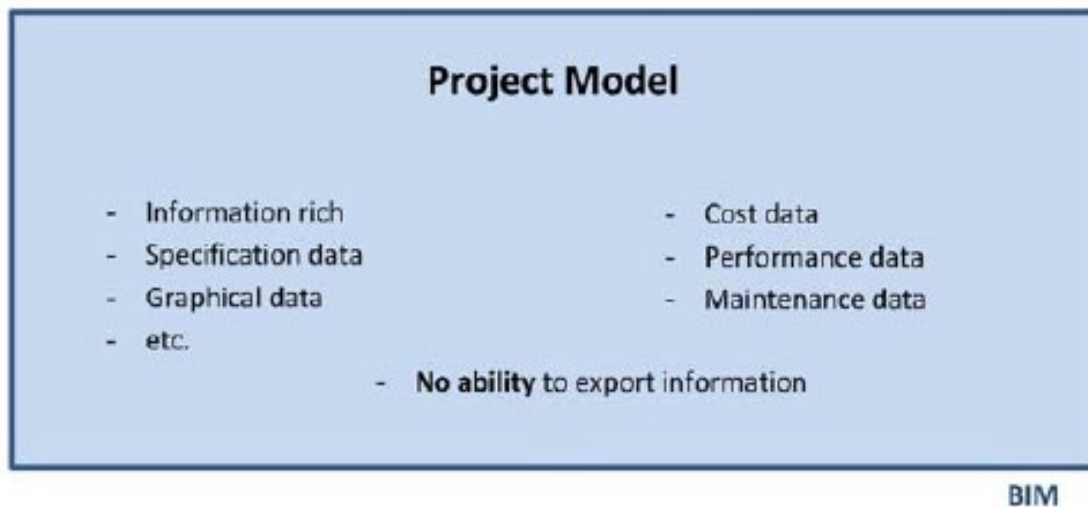 Project Model
- Information rich
- Specification data
- Graphical data
- etc.
- Cost data
- Performance data
- Maintenance data
- No ability to export information
BIM